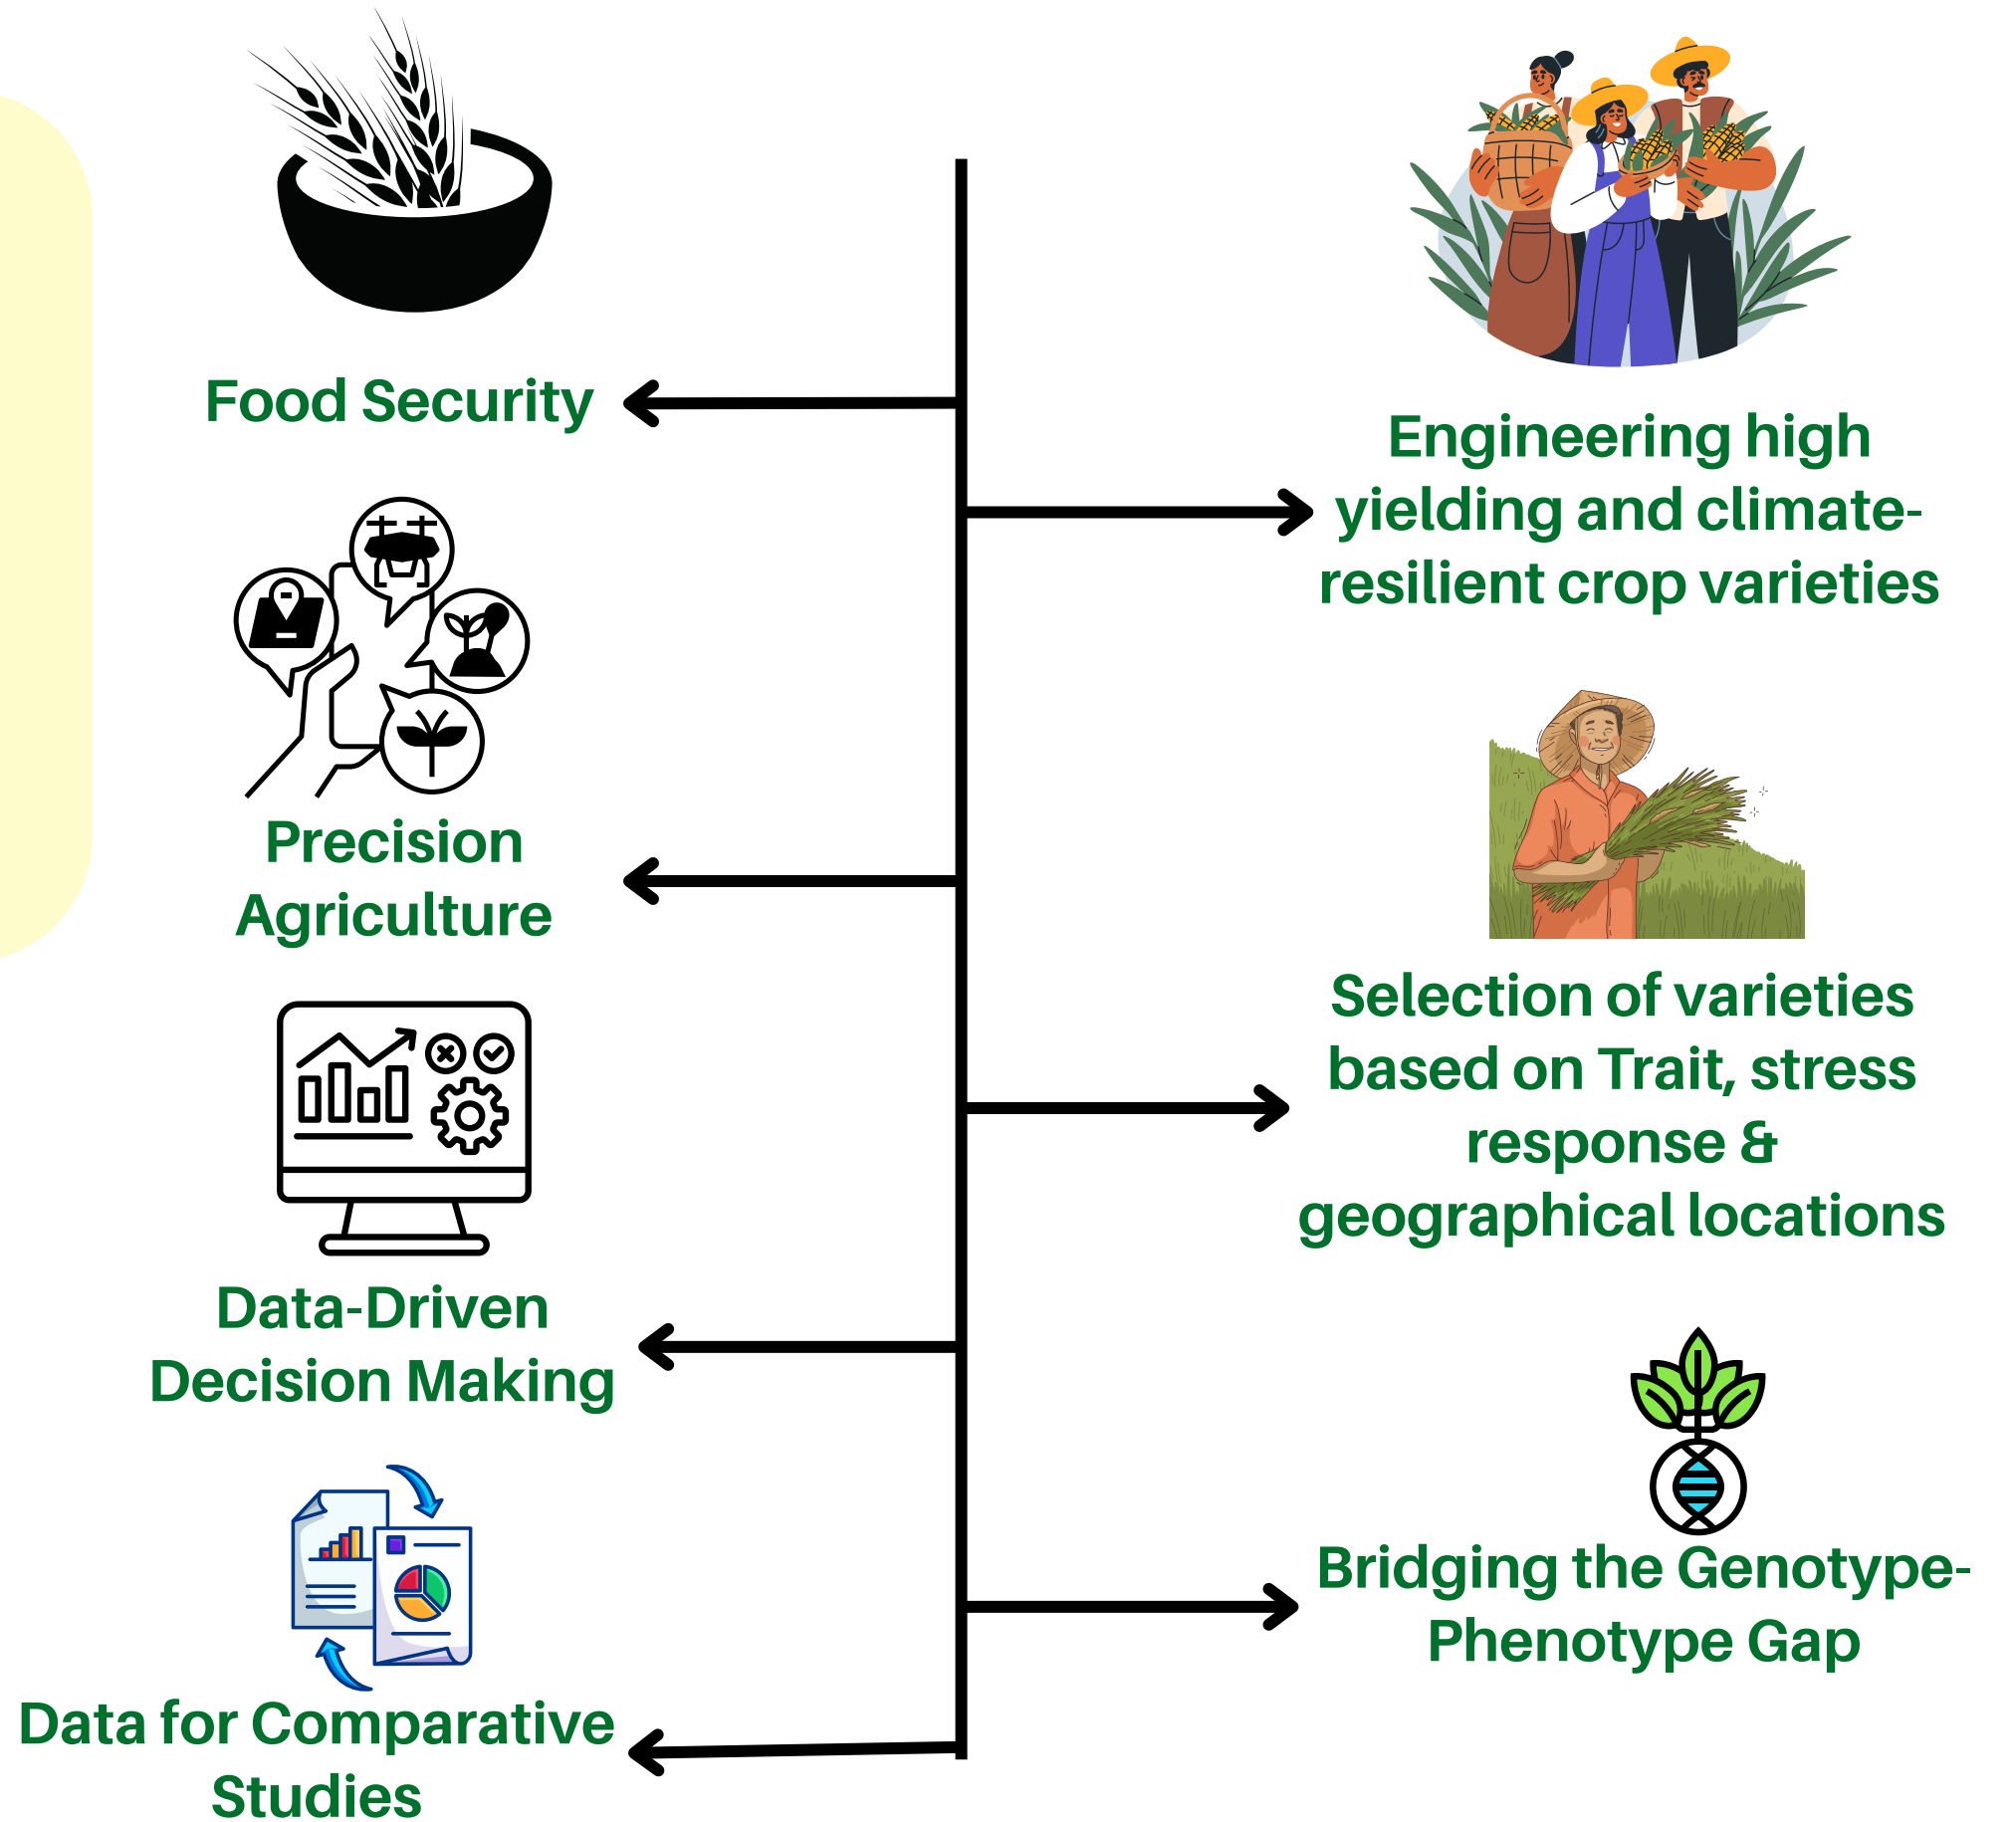 Food Security
Engineering high
yielding and climate-
resilient crop varieties
Precision
Agriculture
Selection of varieties
based on Trait, stress
response &
geographical locations
Data-Driven
Decision Making
Bridging the Genotype-
Phenotype Gap
Data for Comparative
Studies